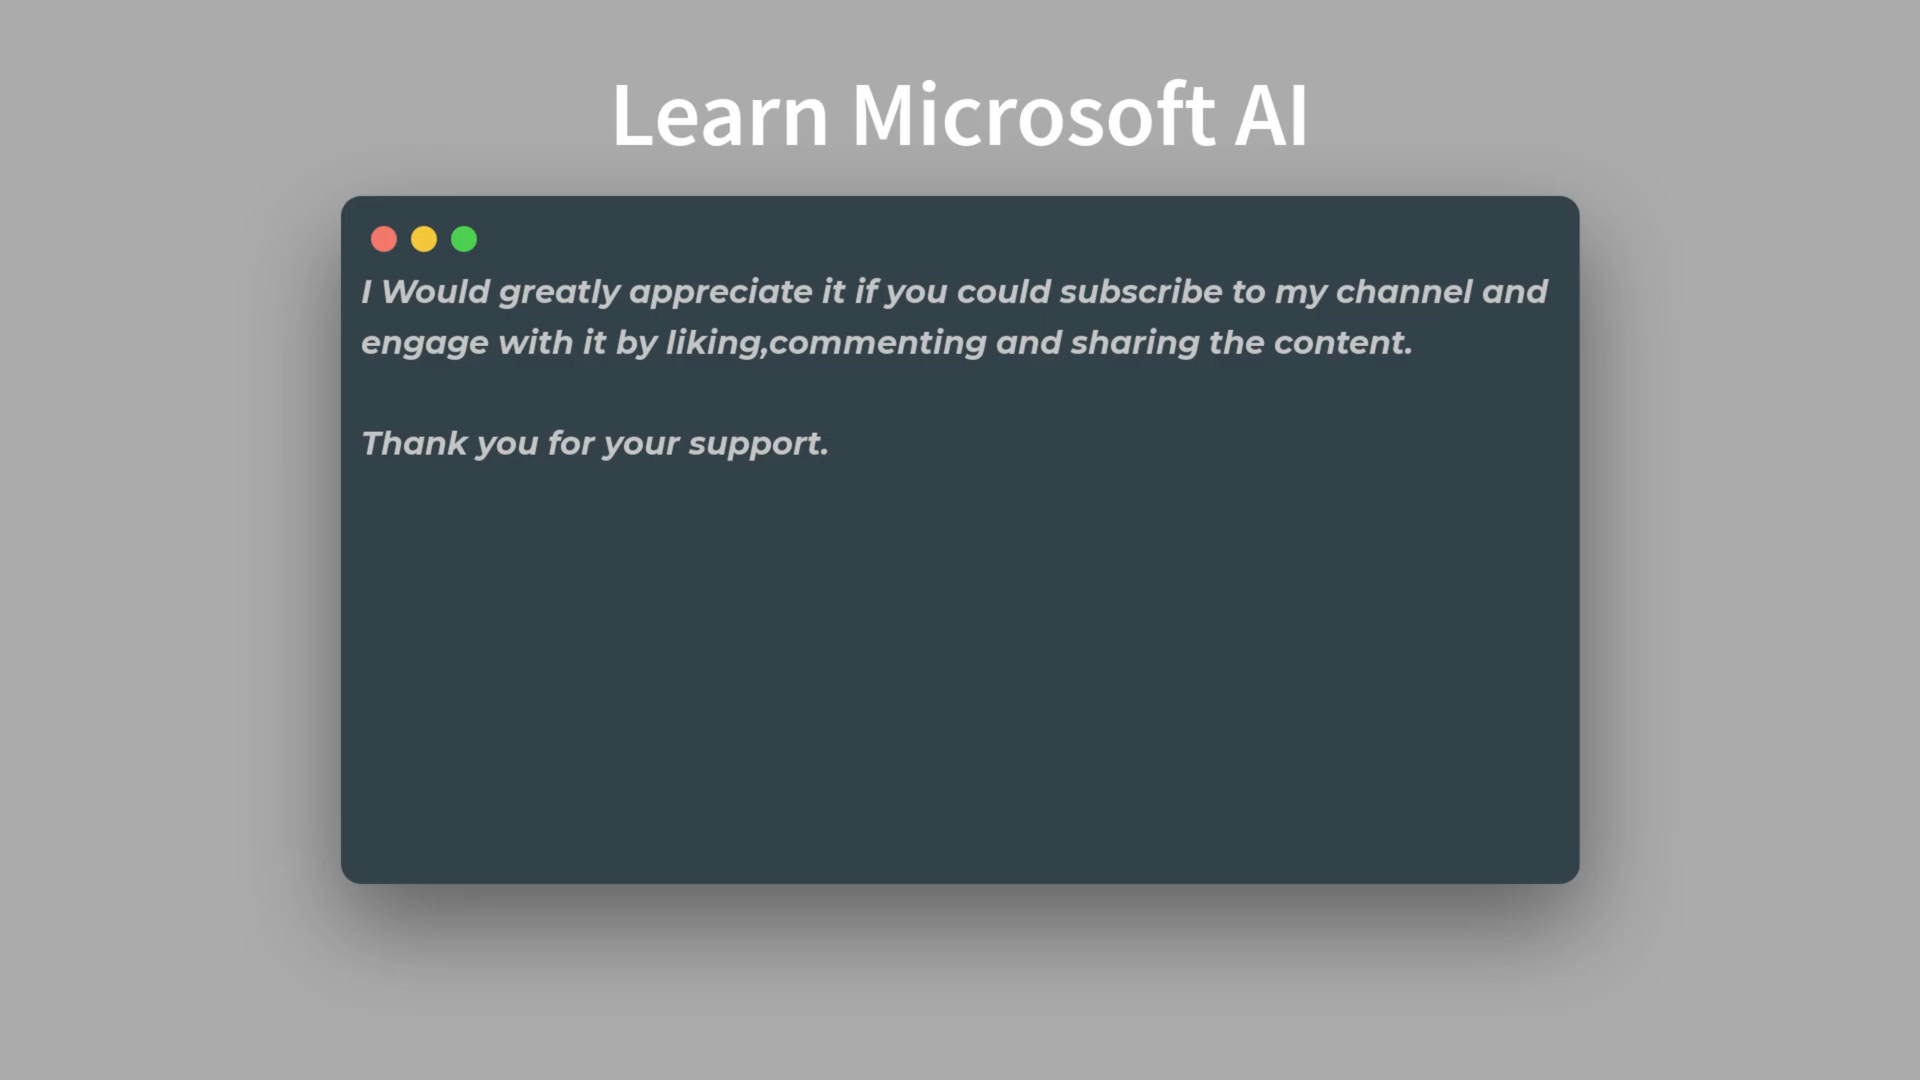 Learn Microsoft AI
I Would greatly appreciate it if you could subscribe to my channel and
engage with it by liking,commenting and sharing the content.
Thank you for your support.